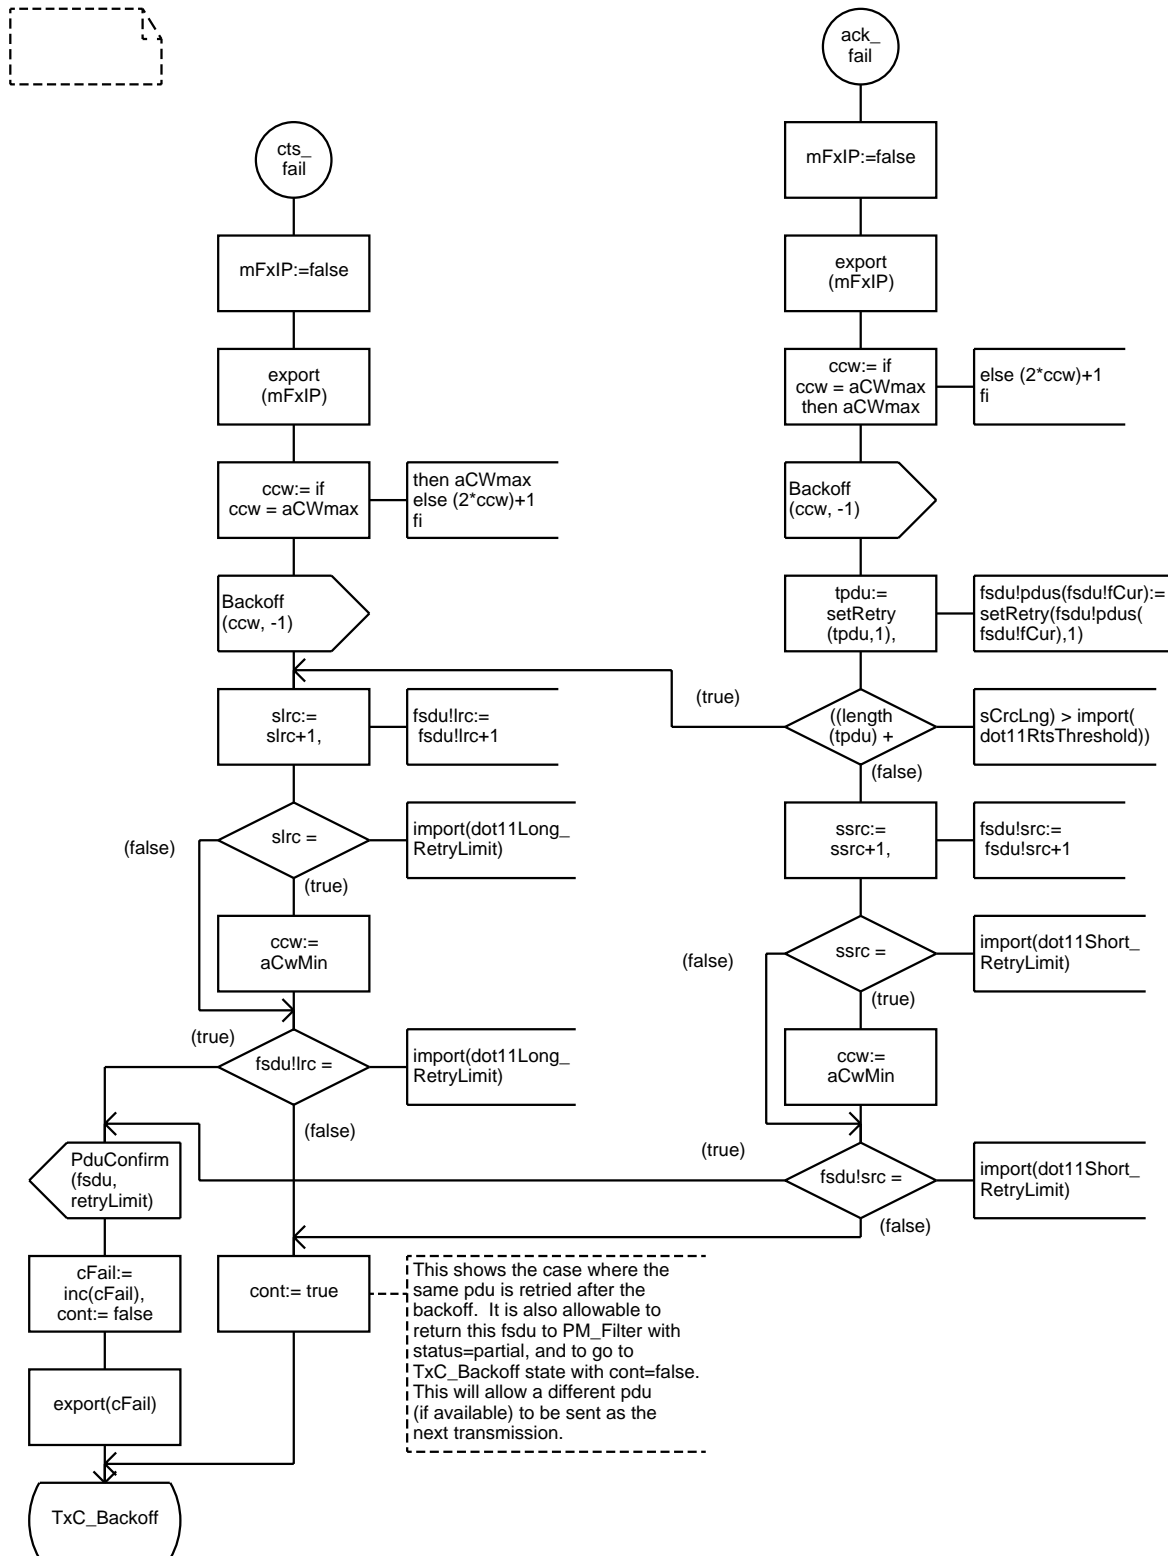 ack_
fail
mFxIP:=false
export
(mFxIP)
ccw:= if
ccw = aCWmax
then aCWmax
else (2*ccw)+1
fi
Backoff
(ccw, -1)
tpdu:=
setRetry
(tpdu,1),
fsdu!pdus(fsdu!fCur):=
setRetry(fsdu!pdus(
fsdu!fCur),1)
(true)
((length
(tpdu) +
sCrcLng) > import(
dot11RtsThreshold))
(false)
ssrc:=
ssrc+1,
fsdu!src:=
fsdu!src+1
(false)
ssrc =
import(dot11Short_
RetryLimit)
(true)
ccw:=
aCwMin
(true)
fsdu!src =
import(dot11Short_
RetryLimit)
(false)
cts_
fail
mFxIP:=false
export
(mFxIP)
ccw:= if
ccw = aCWmax
then aCWmax
else (2*ccw)+1
fi
Backoff
(ccw, -1)
slrc:=
slrc+1,
fsdu!lrc:=
fsdu!lrc+1
(false)
slrc =
import(dot11Long_
RetryLimit)
(true)
ccw:=
aCwMin
(true)
fsdu!lrc =
import(dot11Long_
RetryLimit)
(false)
PduConfirm
(fsdu,
retryLimit)
cFail:=
inc(cFail),
cont:= false
export(cFail)
cont:= true
This shows the case where the
same pdu is retried after the
backoff.  It is also allowable to
return this fsdu to PM_Filter with
status=partial, and to go to
TxC_Backoff state with cont=false.
This will allow a different pdu
(if available) to be sent as the
next transmission.
TxC_Backoff